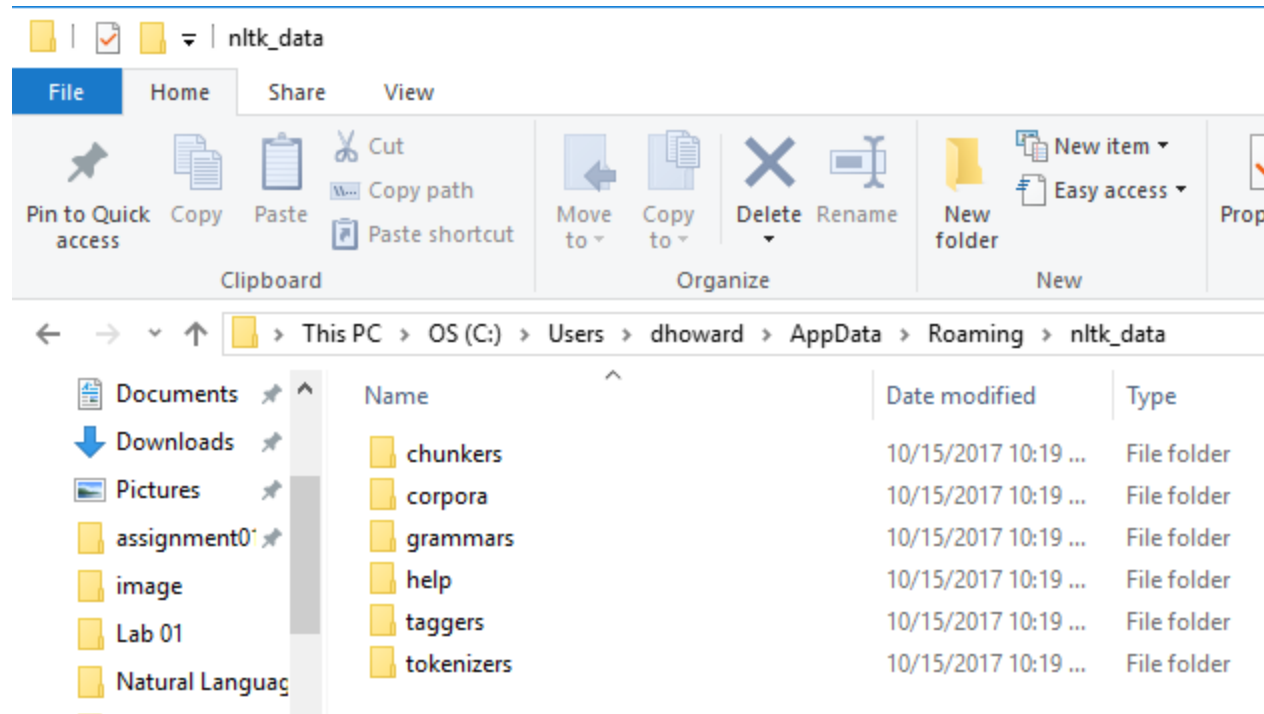 nltk_data
File Home Share View
Pin to Quick access
Copy
Paste
Cut
Copy path
Paste shortcut
Clipboard
Move to
Copy to
Delete
Rename
Organize
New folder
New item
Easy access
New
Prop
This PC > OS (C:) > Users > dhoward > AppData > Roaming > nltk_data
Documents
Downloads
Pictures
assignment01
image
Lab 01
Natural Languag
Name Date modified Type
chunkers 10/15/2017 10:19 ... File folder
corpora 10/15/2017 10:19 ... File folder
grammars 10/15/2017 10:19 ... File folder
help 10/15/2017 10:19 ... File folder
taggers 10/15/2017 10:19 ... File folder
tokenizers 10/15/2017 10:19 ... File folder